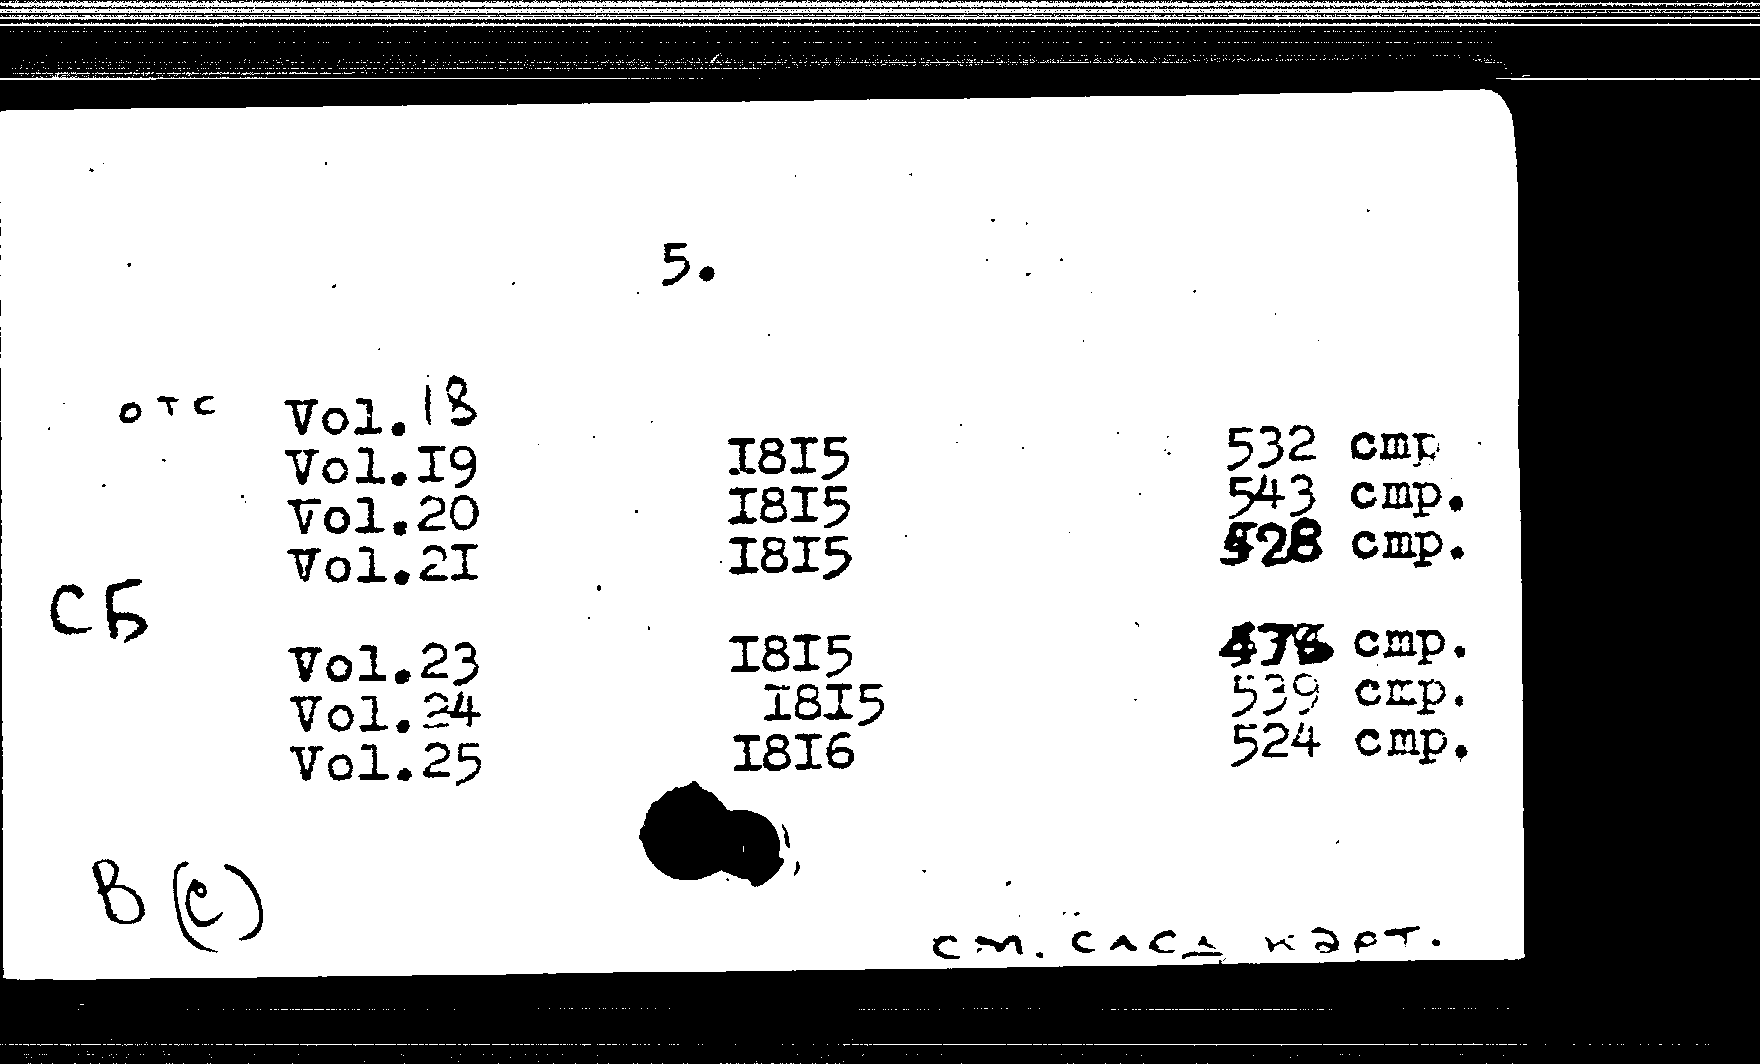 5.
отс Vol.18
Vol.I9 I8I5 532 стр
Vol.20 I8I5 543 стр.
Vol.2I I8I5 528 стр.
СБ
Vol.23 I8I5 стр.
Vol.24 I8I5 539 стр.
Vol.25 I8I6 524 стр.
В (с)
см. след карт.